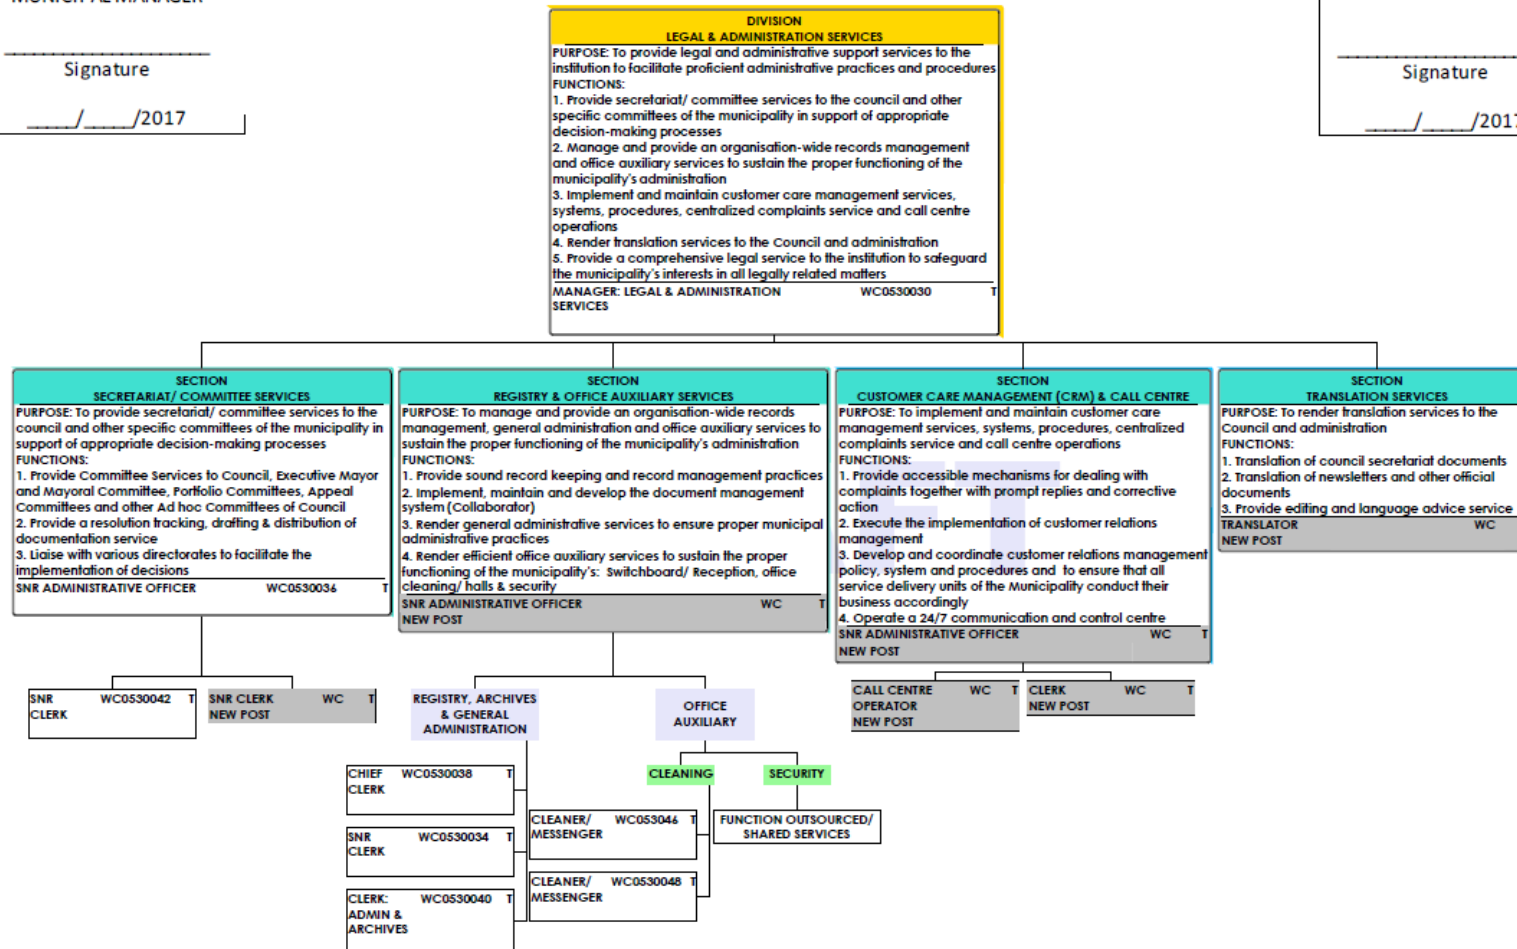 MUNICIPAL MANAGER
Signature
____/____/2017
Signature
____/____/2017
DIVISION
LEGAL & ADMINISTRATION SERVICES
PURPOSE: To provide legal and administrative support services to the
institution to facilitate proficient administrative practices and procedures
FUNCTIONS:
1. Provide secretariat/ committee services to the council and other
specific committees of the municipality in support of appropriate
decision-making processes
2. Manage and provide an organisation-wide records management
and office auxiliary services to sustain the proper functioning of the
municipality's administration
3. Implement and maintain customer care management services,
systems, procedures, centralized complaints service and call centre
operations
4. Render translation services to the Council and administration
5. Provide a comprehensive legal service to the institution to safeguard
the municipality's interests in all legally related matters
MANAGER: LEGAL & ADMINISTRATION WC0530030 T
SERVICES
SECTION
SECRETARIAT/ COMMITTEE SERVICES
PURPOSE: To provide secretariat/ committee services to the
council and other specific committees of the municipality in
support of appropriate decision-making processes
FUNCTIONS:
1. Provide Committee Services to Council, Executive Mayor
and Mayoral Committee, Portfolio Committees, Appeal
Committees and other Ad hoc Committees of Council
2. Provide a resolution tracking, drafting & distribution of
documentation service
3. Liaise with various directorates to facilitate the
implementation of decisions
SNR ADMINISTRATIVE OFFICER WC0530036 T
SECTION
REGISTRY & OFFICE AUXILIARY SERVICES
PURPOSE: To manage and provide an organisation-wide records
management, general administration and office auxiliary services to
sustain the proper functioning of the municipality's administration
FUNCTIONS:
1. Provide sound record keeping and record management practices
2. Implement, maintain and develop the document management
system (Collaborator)
3. Render general administrative services to ensure proper municipal
administrative practices
4. Render efficient office auxiliary services to sustain the proper
functioning of the municipality's: Switchboard/ Reception, office
cleaning/ halls & security
SNR ADMINISTRATIVE OFFICER WC T
NEW POST
SECTION
CUSTOMER CARE MANAGEMENT (CRM) & CALL CENTRE
PURPOSE: To implement and maintain customer care
management services, systems, procedures, centralized
complaints service and call centre operations
FUNCTIONS:
1. Provide accessible mechanisms for dealing with
complaints together with prompt replies and corrective
action
2. Execute the implementation of customer relations
management
3. Develop and coordinate customer relations management
policy, system and procedures and to ensure that all
service delivery units of the Municipality conduct their
business accordingly
4. Operate a 24/7 communication and control centre
SNR ADMINISTRATIVE OFFICER WC T
NEW POST
SECTION
TRANSLATION SERVICES
PURPOSE: To render translation services to the
Council and administration
FUNCTIONS:
1. Translation of council secretariat documents
2. Translation of newsletters and other official
documents
3. Provide editing and language advice service
TRANSLATOR WC
NEW POST
SNR WC0530042 T
CLERK
SNR CLERK WC T
NEW POST
REGISTRY, ARCHIVES
& GENERAL
ADMINISTRATION
OFFICE
AUXILIARY
CALL CENTRE WC T
OPERATOR
NEW POST
CLERK WC T
NEW POST
CHIEF WC0530038 T
CLERK
SNR WC0530034 T
CLERK
CLERK: WC0530040 T
ADMIN &
ARCHIVES
CLEANING
SECURITY
CLEANER/ WC053046 T
MESSENGER
CLEANER/ WC0530048 T
MESSENGER
FUNCTION OUTSOURCED/
SHARED SERVICES